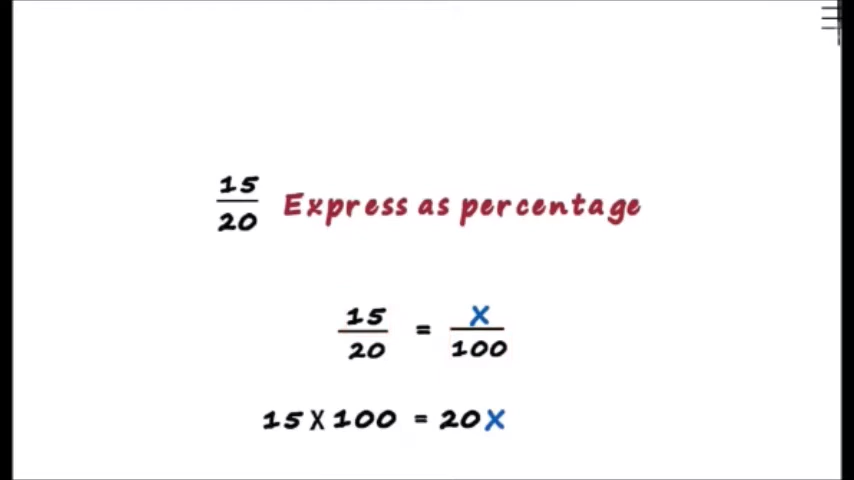 15/20 Express as percentage
15/20 = X/100
15 X 100 = 20X